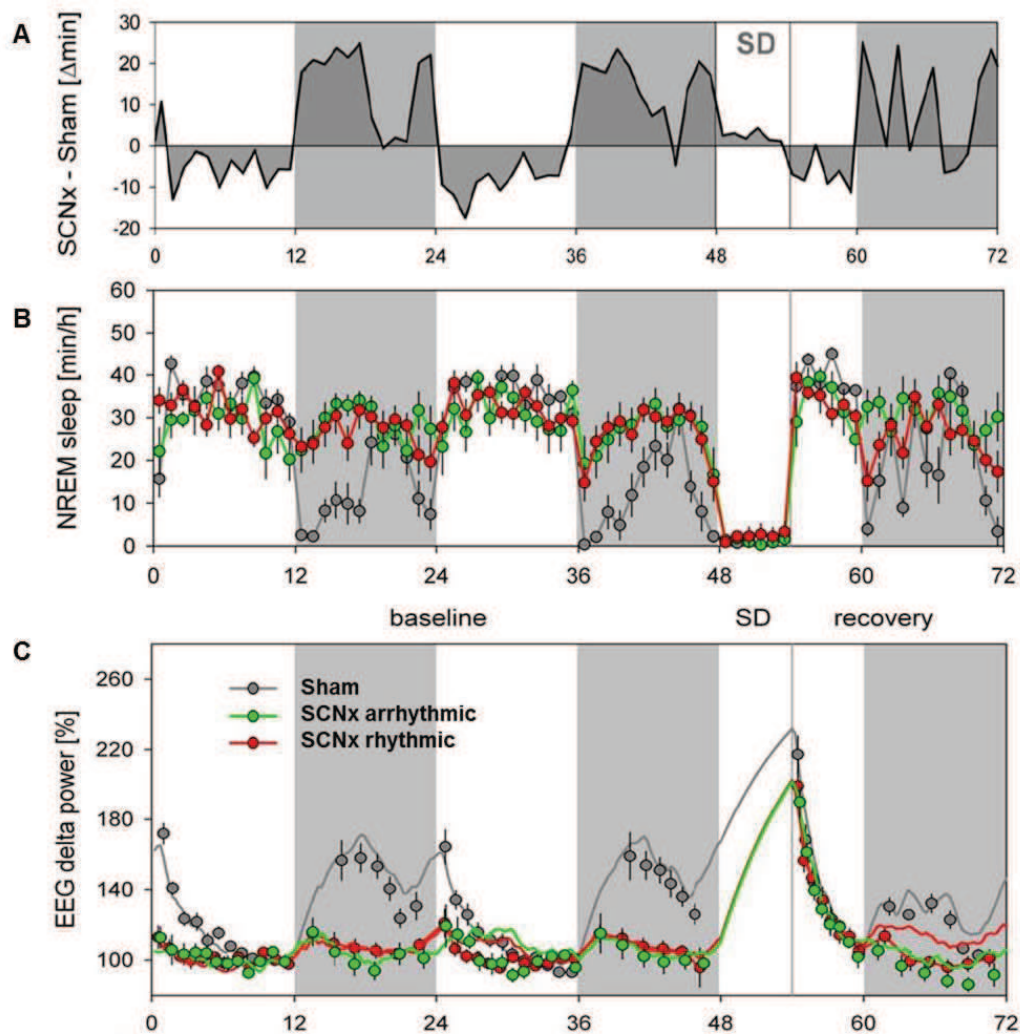 A
SCNx - Sham [Δmin]
30
20
10
0
-10
-20
SD
0 12 24 36 48 60 72
B
NREM sleep [min/h]
60
50
40
30
20
10
0
0 12 24 36 48 60 72
baseline SD recovery
C
EEG delta power [%]
260
220
180
140
100
Sham
SCNx arrhythmic
SCNx rhythmic
0 12 24 36 48 60 72